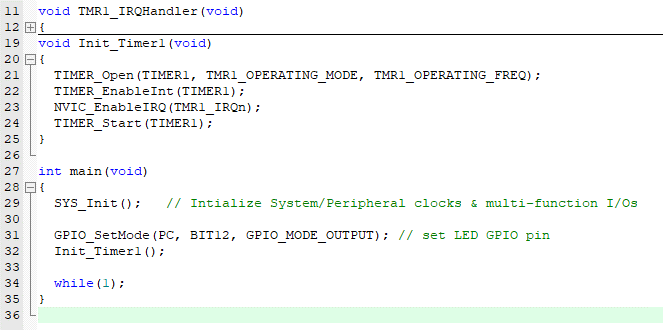 11 void TMR1_IRQHandler(void)
12 {
19 void Init_Timer1(void)
20 {
21 TIMER_Open(TIMER1, TMR1_OPERATING_MODE, TMR1_OPERATING_FREQ);
22 TIMER_EnableInt(TIMER1);
23 NVIC_EnableIRQ(TMR1_IRQn);
24 TIMER_Start(TIMER1);
25 }
26
27 int main(void)
28 {
29 SYS_Init(); // Intialize System/Peripheral clocks & multi-function I/Os
30
31 GPIO_SetMode(PC, BIT12, GPIO_MODE_OUTPUT); // set LED GPIO pin
32 Init_Timer1();
33
34 while(1);
35 }
36